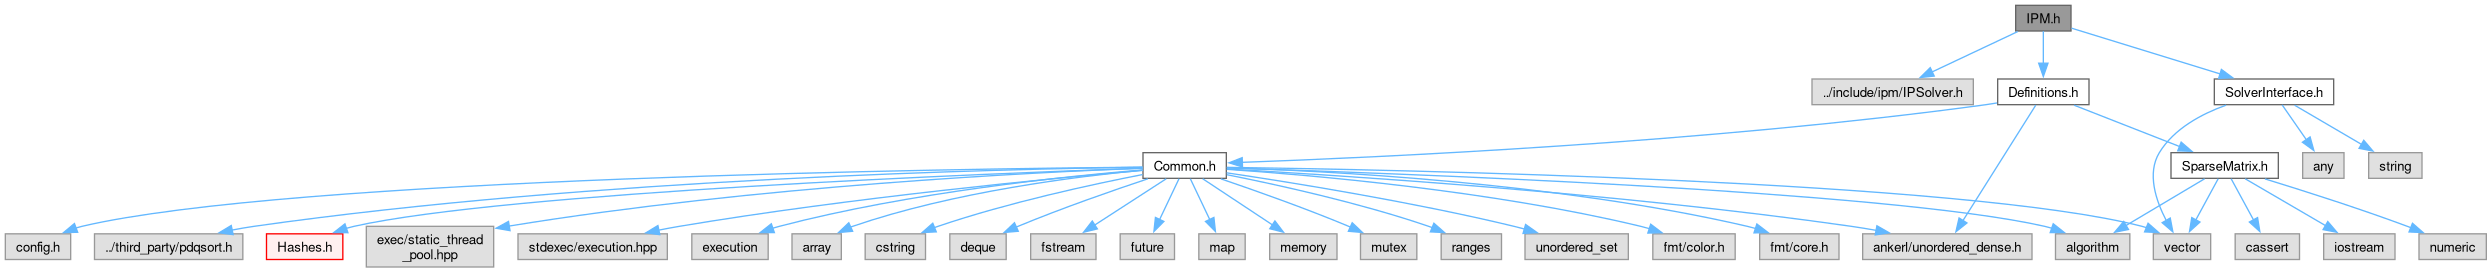 IPM.h
../include/ipm/IPSolver.h
Definitions.h
SolverInterface.h
Common.h
SparseMatrix.h
any
string
config.h
../third_party/pdqsort.h
Hashes.h
exec/static_thread
_pool.hpp
stdexec/execution.hpp
execution
array
cstring
deque
fstream
future
map
memory
mutex
ranges
unordered_set
fmt/color.h
fmt/core.h
ankerl/unordered_dense.h
algorithm
vector
cassert
iostream
numeric